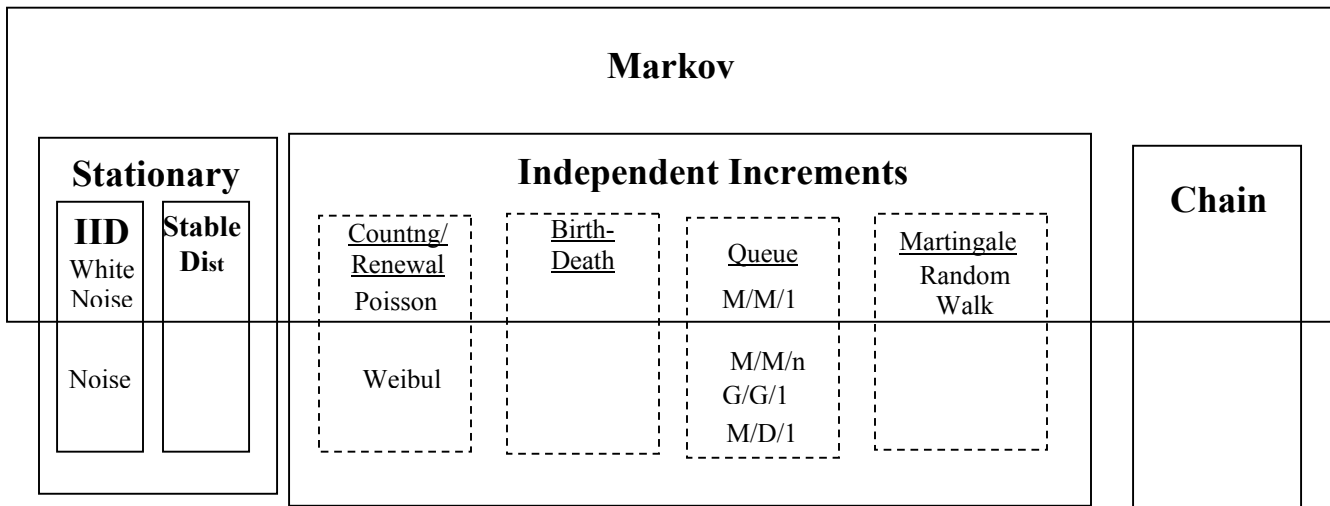 Markov
Stationary
IID
White
Noise
Noise
Stable
Dist
Independent Increments
Countng/
Renewal
Poisson
Weibul
Birth-
Death
Queue
M/M/1
M/M/n
G/G/1
M/D/1
Martingale
Random
Walk
Chain